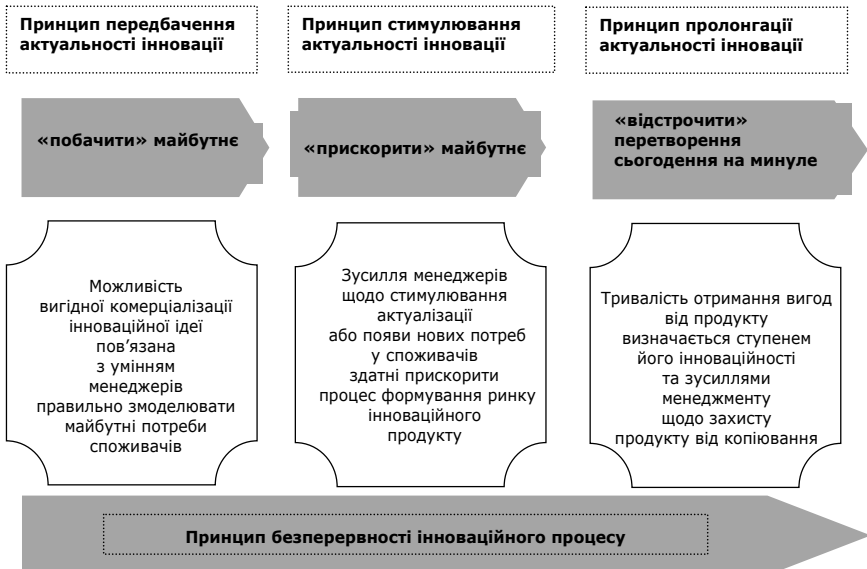 Принцип передбачення
актуальності інновації
Принцип стимулювання
актуальності інновації
Принцип пролонгації
актуальності інновації
«побачити» майбутнє
«прискорити» майбутнє
«відстрочити»
перетворення
сьогодення на минуле
Можливість
вигідної комерціалізації
інноваційної ідеї
пов’язана
з умінням
менеджерів
правильно змоделювати
майбутні потреби
споживачів
Зусилля менеджерів
щодо стимулювання
актуалізації
або появи нових потреб
у споживачів
здатні прискорити
процес формування ринку
інноваційного
продукту
Тривалість отримання вигод
від продукту
визначається ступенем
його інноваційності
та зусиллями
менеджменту
щодо захисту
продукту від копіювання
Принцип безперервності інноваційного процесу